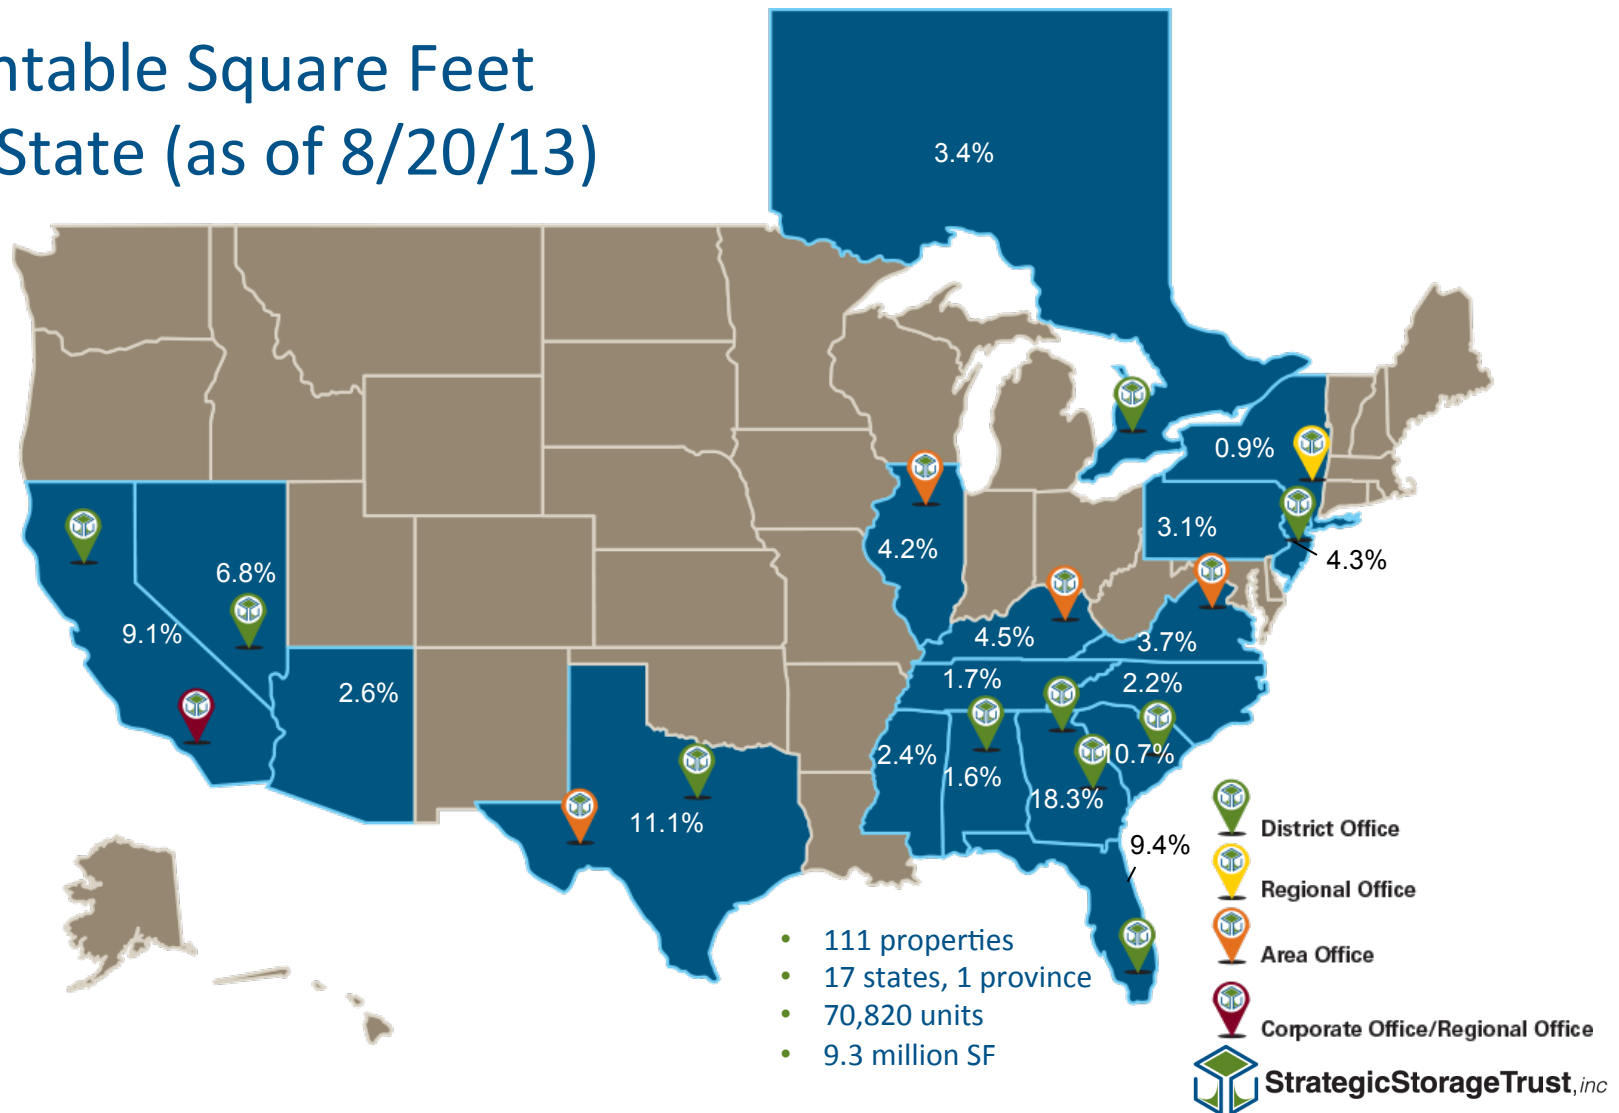 ntable Square Feet
State (as of 8/20/13)
3.4%
0.9%
3.1%
4.3%
4.2%
6.8%
9.1%
4.5%
3.7%
2.6%
1.7%
2.2%
2.4%
1.6%
10.7%
18.3%
11.1%
9.4%
District Office
Regional Office
Area Office
Corporate Office/Regional Office
• 111 properties
• 17 states, 1 province
• 70,820 units
• 9.3 million SF
StrategicStorageTrust, inc